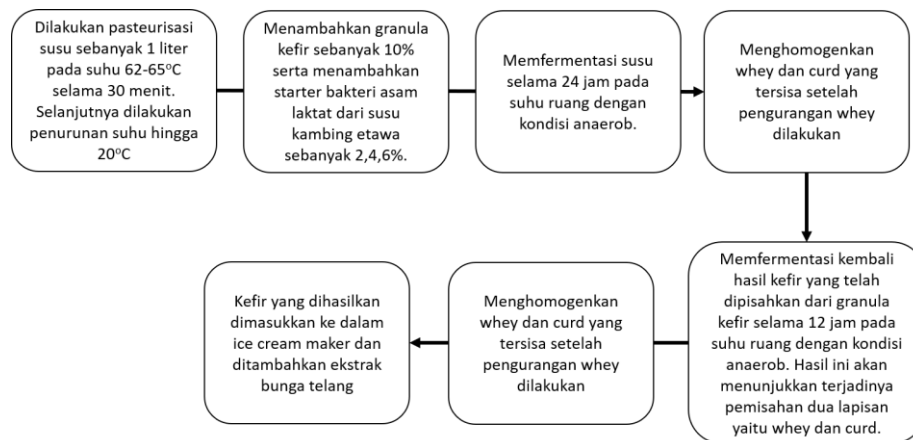 Dilakukan pasteurisasi
susu sebanyak 1 liter
pada suhu 62-65°C
selama 30 menit.
Selanjutnya dilakukan
penurunan suhu hingga
20°C
Menambahkan granula
kefir sebanyak 10%
serta menambahkan
starter bakteri asam
laktat dari susu
kambing etawa
sebanyak 2,4,6%.
Memfermentasi susu
selama 24 jam pada
suhu ruang dengan
kondisi anaerob.
Menghomogenkan
whey dan curd yang
tersisa setelah
pengurangan whey
dilakukan
Memfermentasi kembali
hasil kefir yang telah
dipisahkan dari granula
kefir selama 12 jam pada
suhu ruang dengan kondisi
anaerob. Hasil ini akan
menunjukkan terjadinya
pemisahan dua lapisan
yaitu whey dan curd.
Menghomogenkan
whey dan curd yang
tersisa setelah
pengurangan whey
dilakukan
Kefir yang dihasilkan
dimasukkan ke dalam
ice cream maker dan
ditambahkan ekstrak
bunga telang